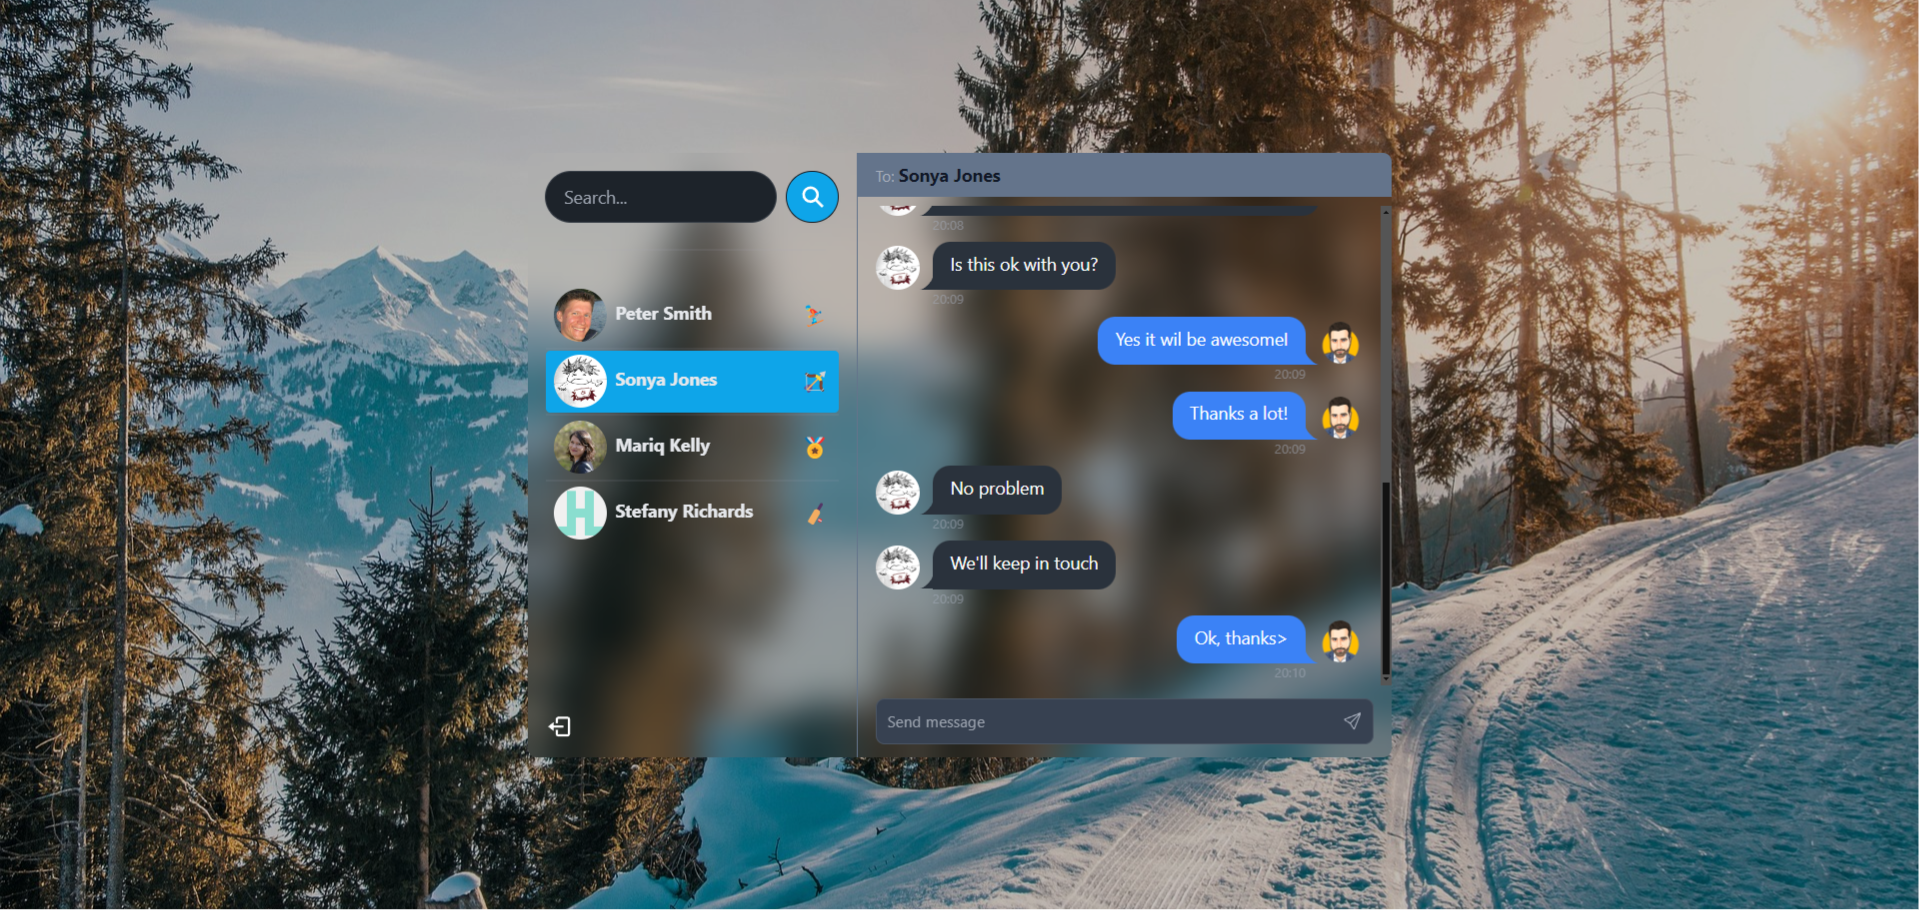 Search...
Peter Smith
Sonya Jones
Mariq Kelly
Stefany Richards
To: Sonya Jones
20:08
Is this ok with you?
20:09
Yes it wil be awesomel
20:09
Thanks a lot!
20:09
No problem
20:09
We'll keep in touch
20:09
Ok, thanks>
20:10
Send message